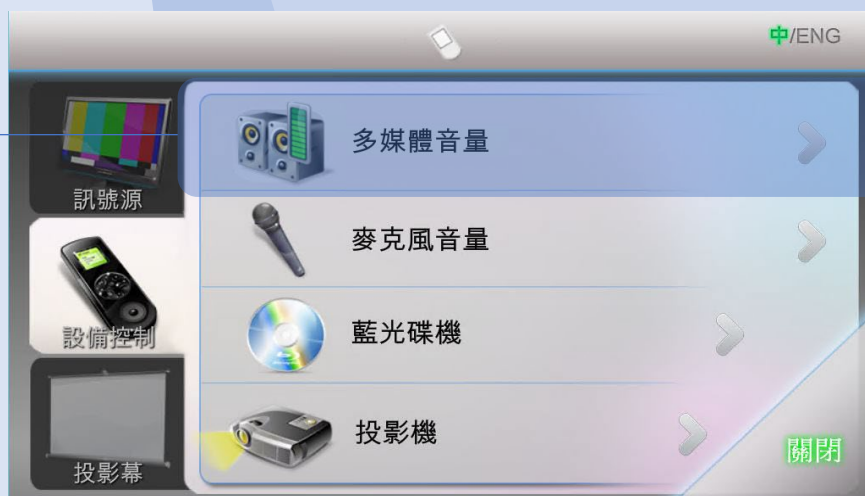 中/ENG
訊號源
設備控制
投影幕
多媒體音量
麥克風音量
藍光碟機
投影機
關閉